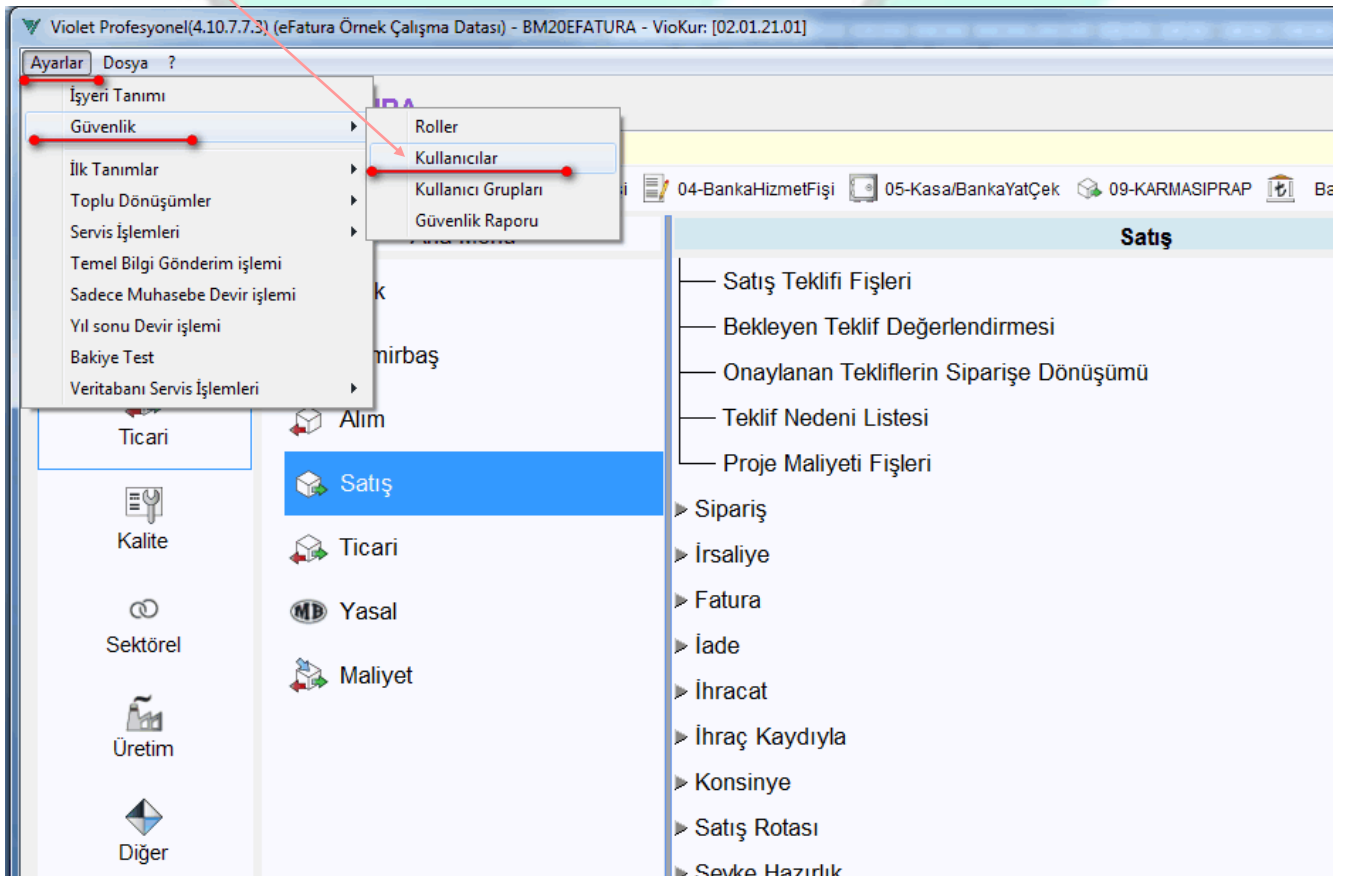 Violet Profesyonel(4.10.7.7.3) (eFatura Örnek Çalışma Datası) - BM20EFATURA - VioKur: [02.01.21.01]
Ayarlar Dosya ?
İşyeri Tanımı
Güvenlik
İlk Tanımlar
Toplu Dönüşümler
Servis İşlemleri
Temel Bilgi Gönderim işlemi
Sadece Muhasebe Devir işlemi
Yıl sonu Devir işlemi
Bakiye Test
Veritabanı Servis İşlemleri
Roller
Kullanıcılar
Kullanıcı Grupları
Güvenlik Raporu
04-BankaHizmetFişi 05-Kasa/BankaYatÇek 09-KARMASIPRAP
Ticari
Kalite
Sektörel
Üretim
Diğer
Alım
Satış
Ticari
Yasal
Maliyet
Satış
Satış Teklifi Fişleri
Bekleyen Teklif Değerlendirmesi
Onaylanan Tekliflerin Siparişe Dönüşümü
Teklif Nedeni Listesi
Proje Maliyeti Fişleri
Sipariş
İrsaliye
Fatura
İade
İhracat
İhraç Kaydıyla
Konsinye
Satış Rotası
Sevke Hazırlık